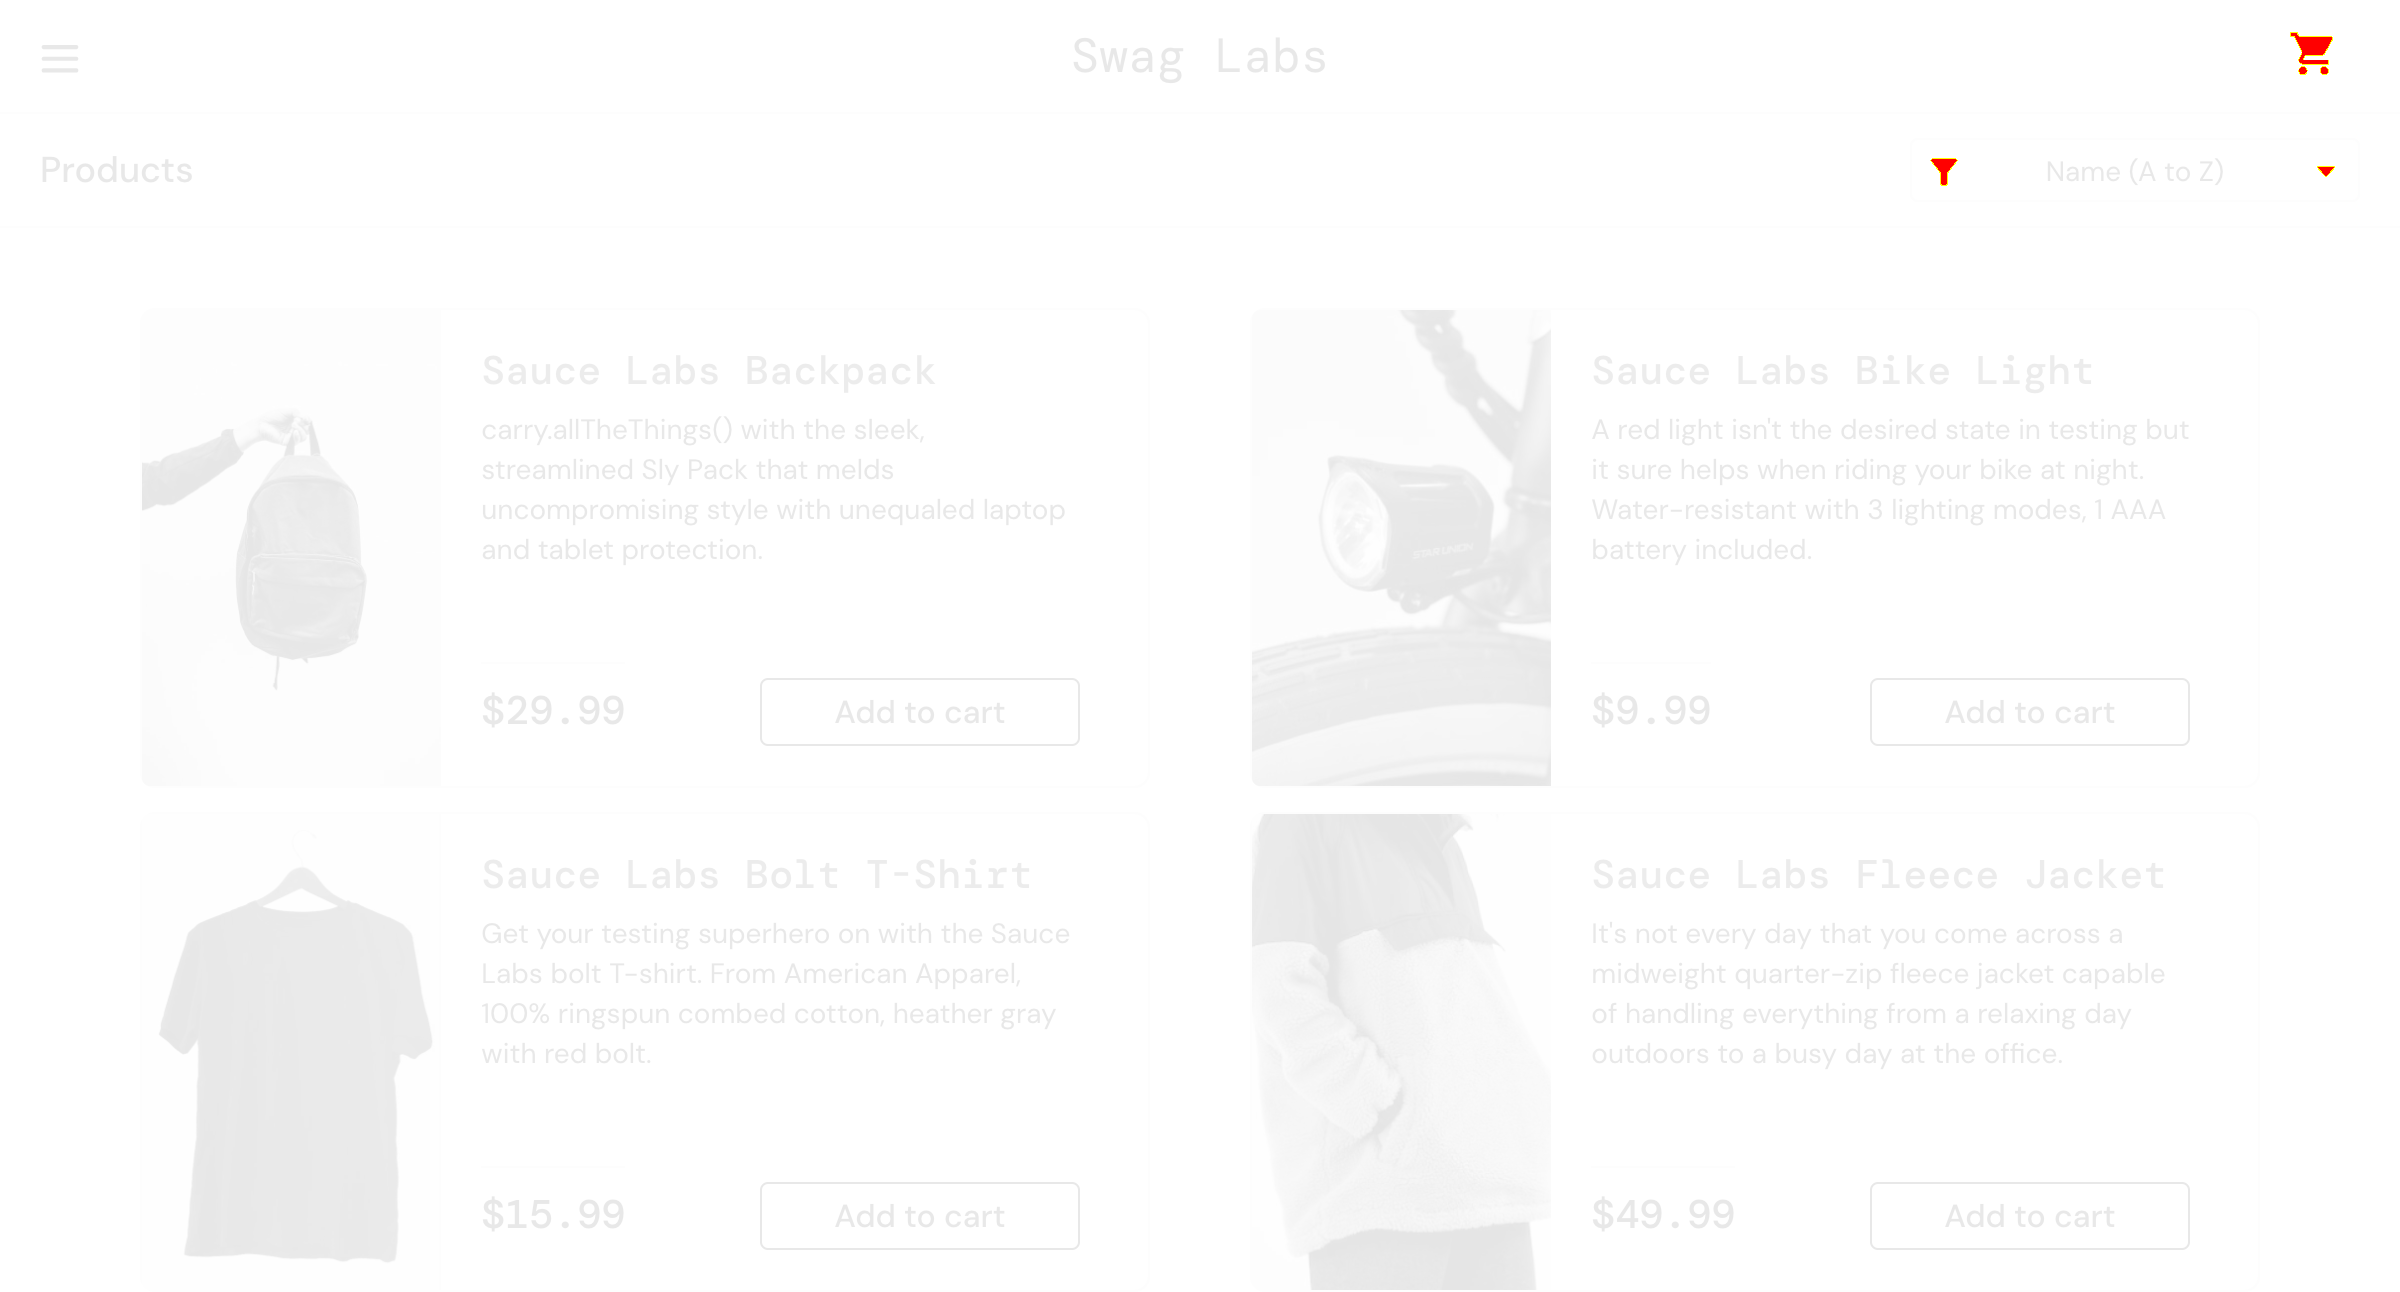 Swag Labs
Products
Name (A to Z)
Sauce Labs Backpack
carry.allTheThings() with the sleek,
streamlined Sly Pack that melds
uncompromising style with unequaled laptop
and tablet protection.
$29.99
Add to cart
Sauce Labs Bike Light
A red light isn't the desired state in testing but
it sure helps when riding your bike at night.
Water-resistant with 3 lighting modes, 1 AAA
battery included.
STAR UNION
$9.99
Add to cart
Sauce Labs Bolt T-Shirt
Get your testing superhero on with the Sauce
Labs bolt T-shirt. From American Apparel,
100% ringspun combed cotton, heather gray
with red bolt.
$15.99
Add to cart
Sauce Labs Fleece Jacket
It's not every day that you come across a
midweight quarter-zip fleece jacket capable
of handling everything from a relaxing day
outdoors to a busy day at the office.
$49.99
Add to cart